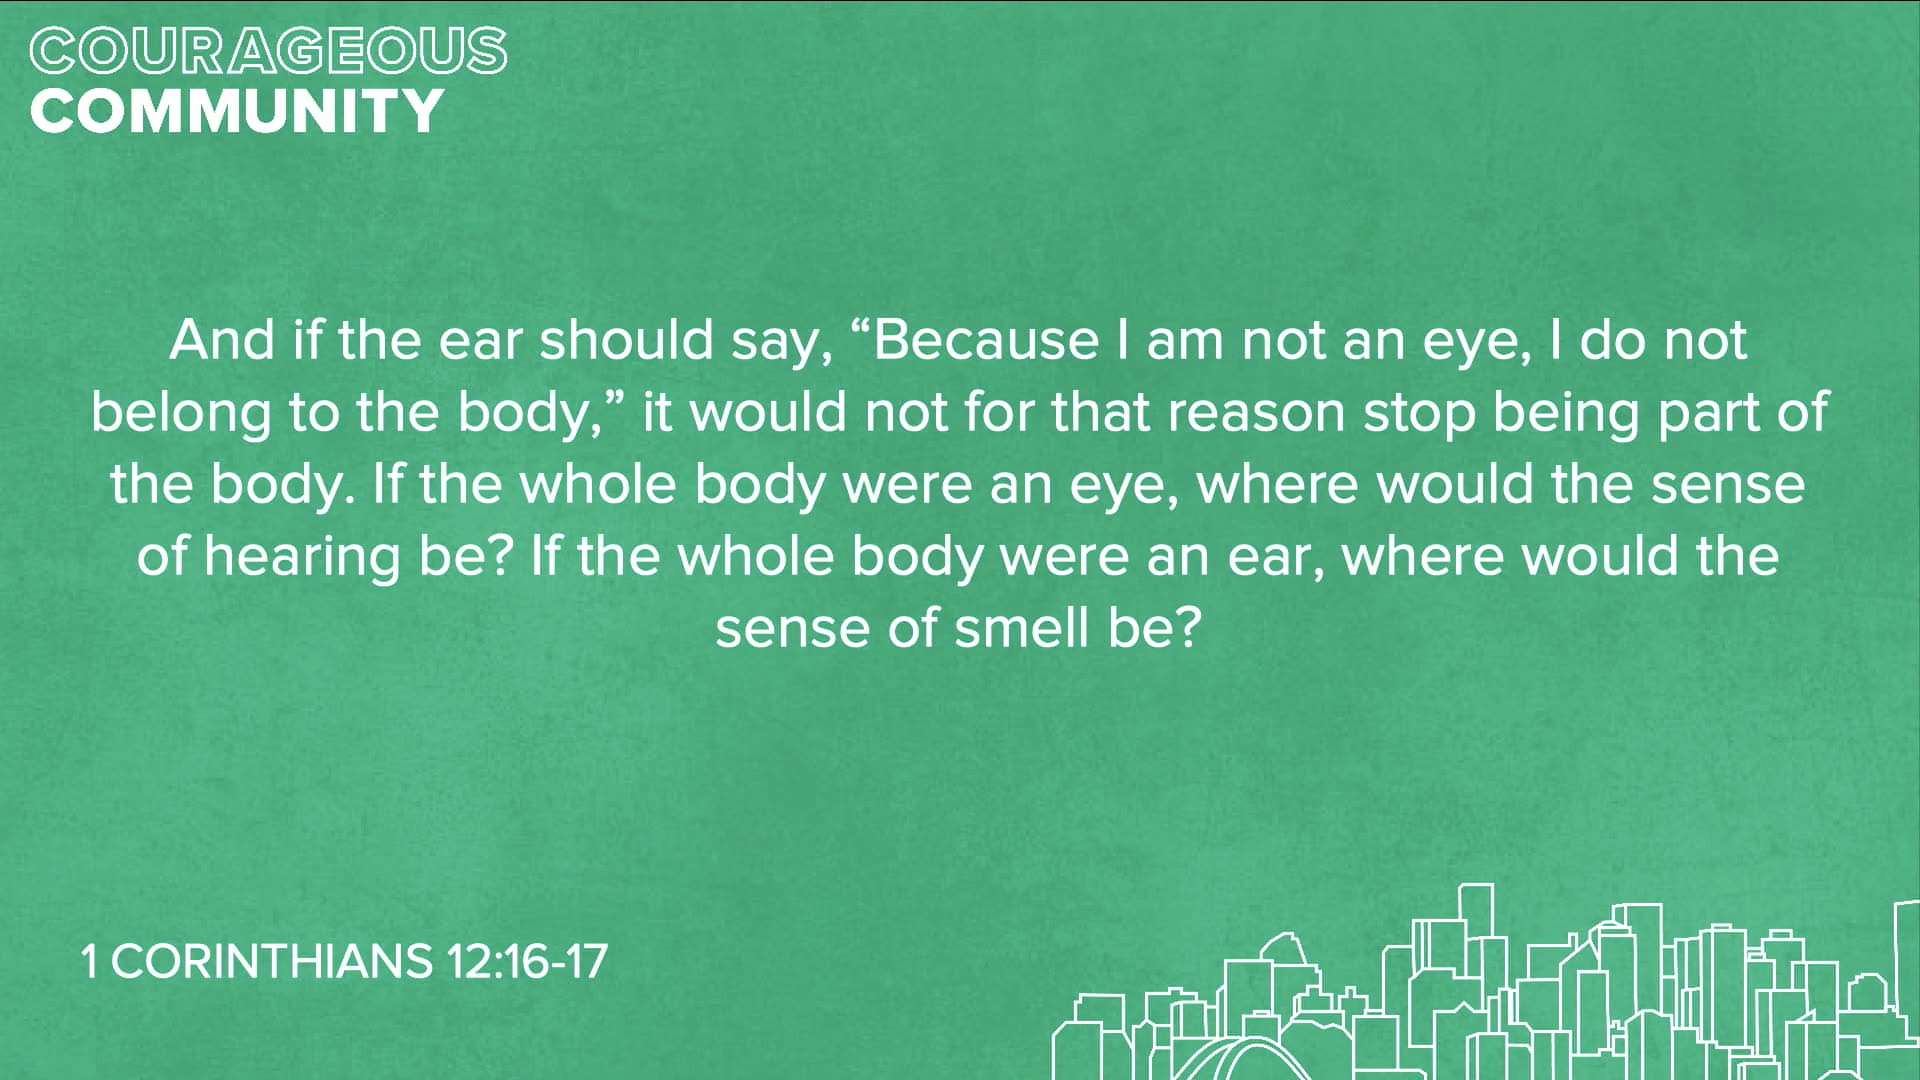 COURAGEOUS
COMMUNITY
And if the ear should say, “Because I am not an eye, I do not
belong to the body,” it would not for that reason stop being part of
the body. If the whole body were an eye, where would the sense
of hearing be? If the whole body were an ear, where would the
sense of smell be?
1 CORINTHIANS 12:16-17